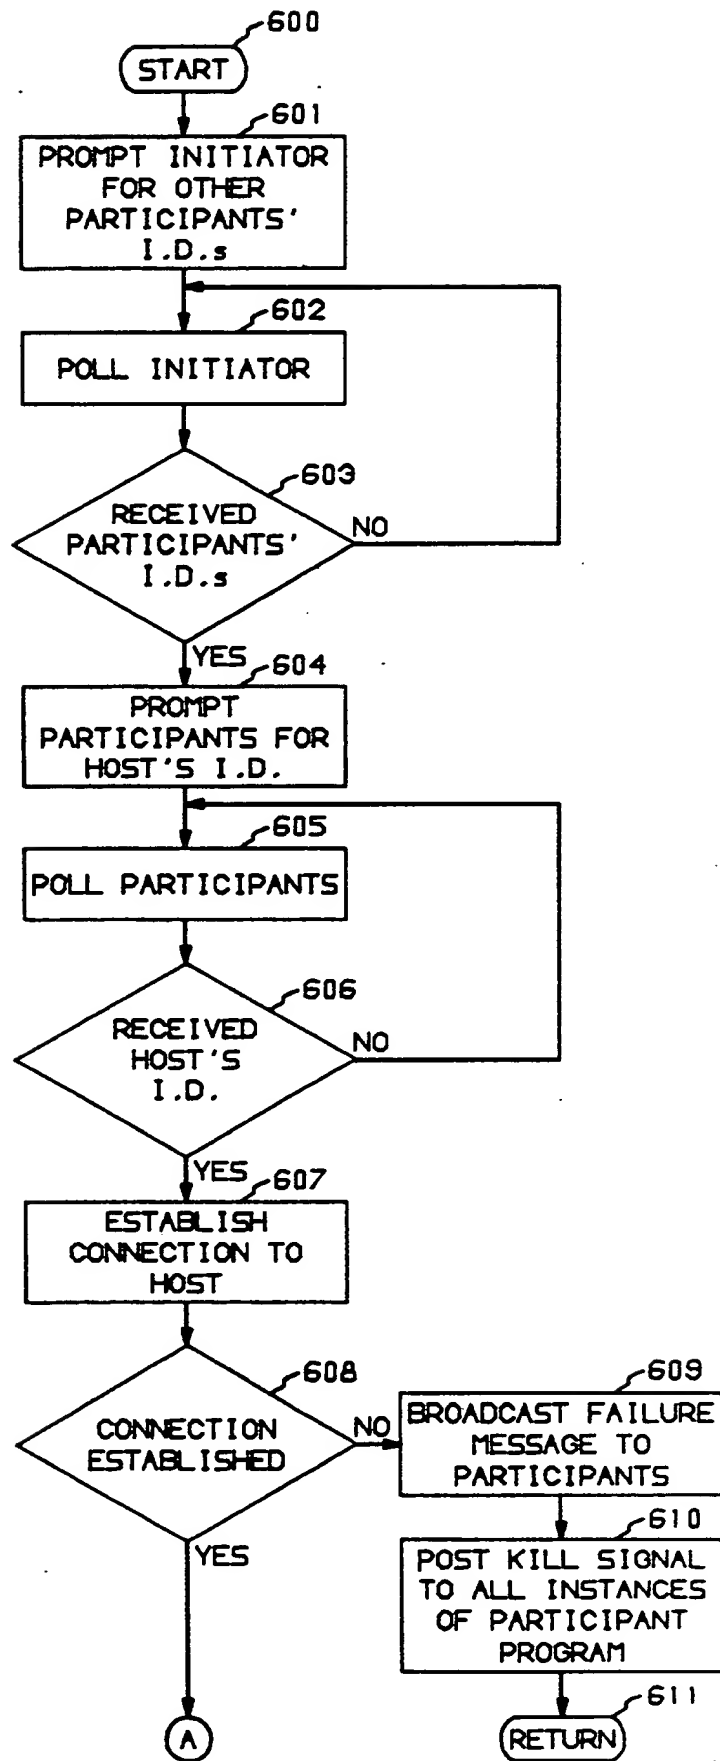 600
START
601
PROMPT INITIATOR
FOR OTHER
PARTICIPANTS'
I.D.s
602
POLL INITIATOR
603
RECEIVED
PARTICIPANTS'
I.D.s
NO
YES
604
PROMPT
PARTICIPANTS FOR
HOST'S I.D.
605
POLL PARTICIPANTS
606
RECEIVED
HOST'S
I.D.
NO
YES
607
ESTABLISH
CONNECTION TO
HOST
608
CONNECTION
ESTABLISHED
NO
YES
609
BROADCAST FAILURE
MESSAGE TO
PARTICIPANTS
610
POST KILL SIGNAL
TO ALL INSTANCES
OF PARTICIPANT
PROGRAM
611
RETURN
A